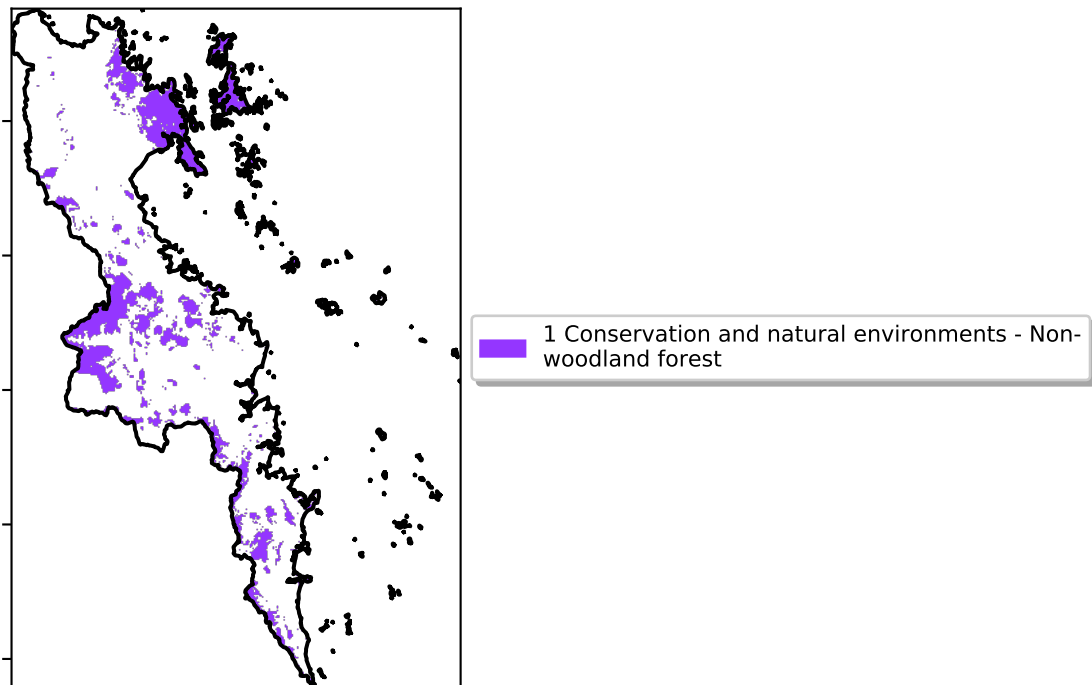 1 Conservation and natural environments - Non-
woodland forest